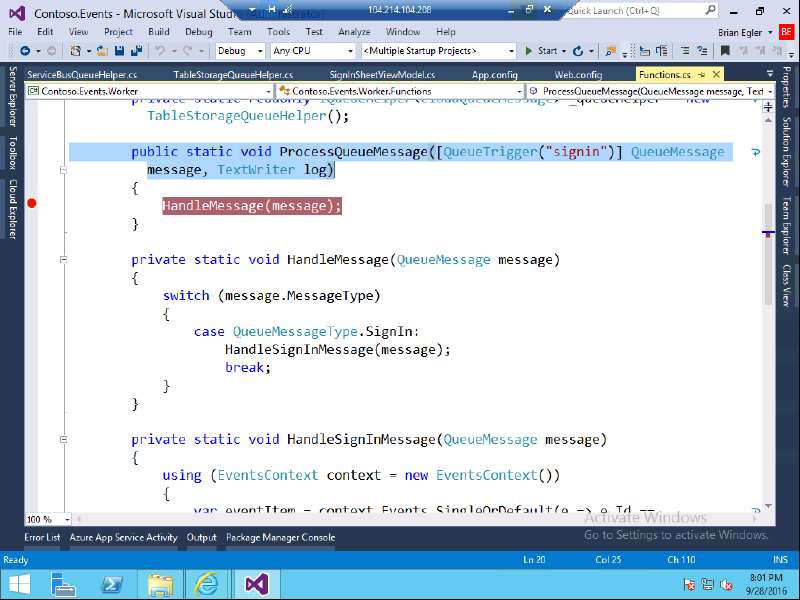 Contoso.Events - Microsoft Visual Studio
104.214.104.208
Quick Launch (Ctrl+Q)
File Edit View Project Build Debug Team Tools Test Analyze Window Help
Brian Egler BE
Debug Any CPU <Multiple Startup Projects> Start
ServiceBusQueueHelper.cs TableStorageQueueHelper.cs SignInSheetViewModel.cs App.config Web.config Functions.cs
Contoso.Events.Worker Contoso.Events.Worker.Functions ProcessQueueMessage(QueueMessage message, Text
Server Explorer
Toolbox
Cloud Explorer
Properties
Solution Explorer
Team Explorer
Class View
private static readonly IQueueHelper<CloudQueueMessage> _queueHelper = new
TableStorageQueueHelper();
public static void ProcessQueueMessage([QueueTrigger("signin")] QueueMessage
message, TextWriter log)
{
HandleMessage(message);
}
private static void HandleMessage(QueueMessage message)
{
switch (message.MessageType)
{
case QueueMessageType.SignIn:
HandleSignInMessage(message);
break;
}
}
private static void HandleSignInMessage(QueueMessage message)
{
using (EventsContext context = new EventsContext())
{
var eventItem = context.Events.SingleOrDefault(e => e.Id ==
100 %
Activate Windows
Go to Settings to activate Windows.
Error List Azure App Service Activity Output Package Manager Console
Ready Ln 20 Col 25 Ch 110 INS
8:01 PM
9/28/2016